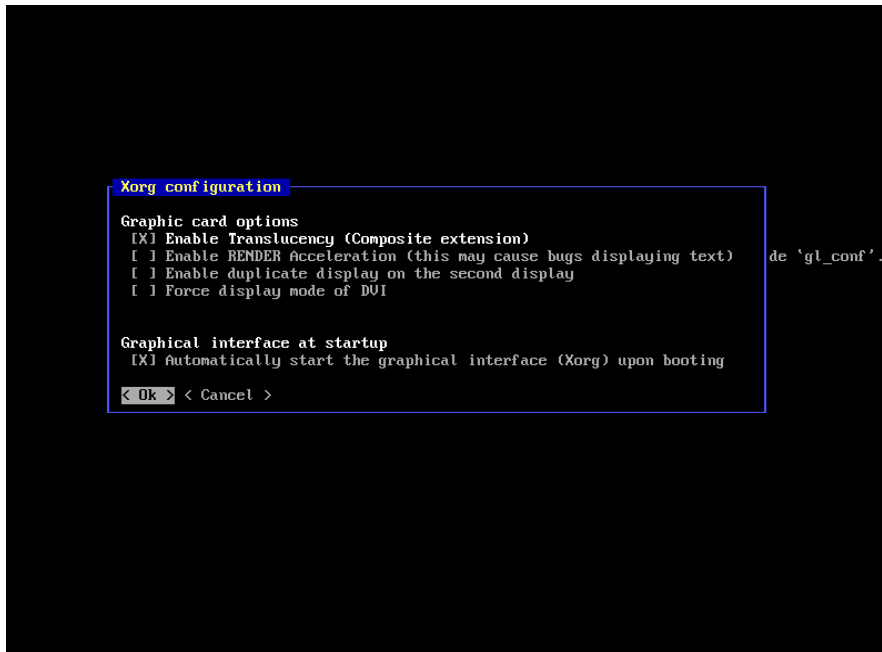 Xorg configuration
Graphic card options
[X] Enable Translucency (Composite extension)
[ ] Enable RENDER Acceleration (this may cause bugs displaying text) de `gl_conf'.
[ ] Enable duplicate display on the second display
[ ] Force display mode of DVI
Graphical interface at startup
[X] Automatically start the graphical interface (Xorg) upon booting
< Ok > < Cancel >